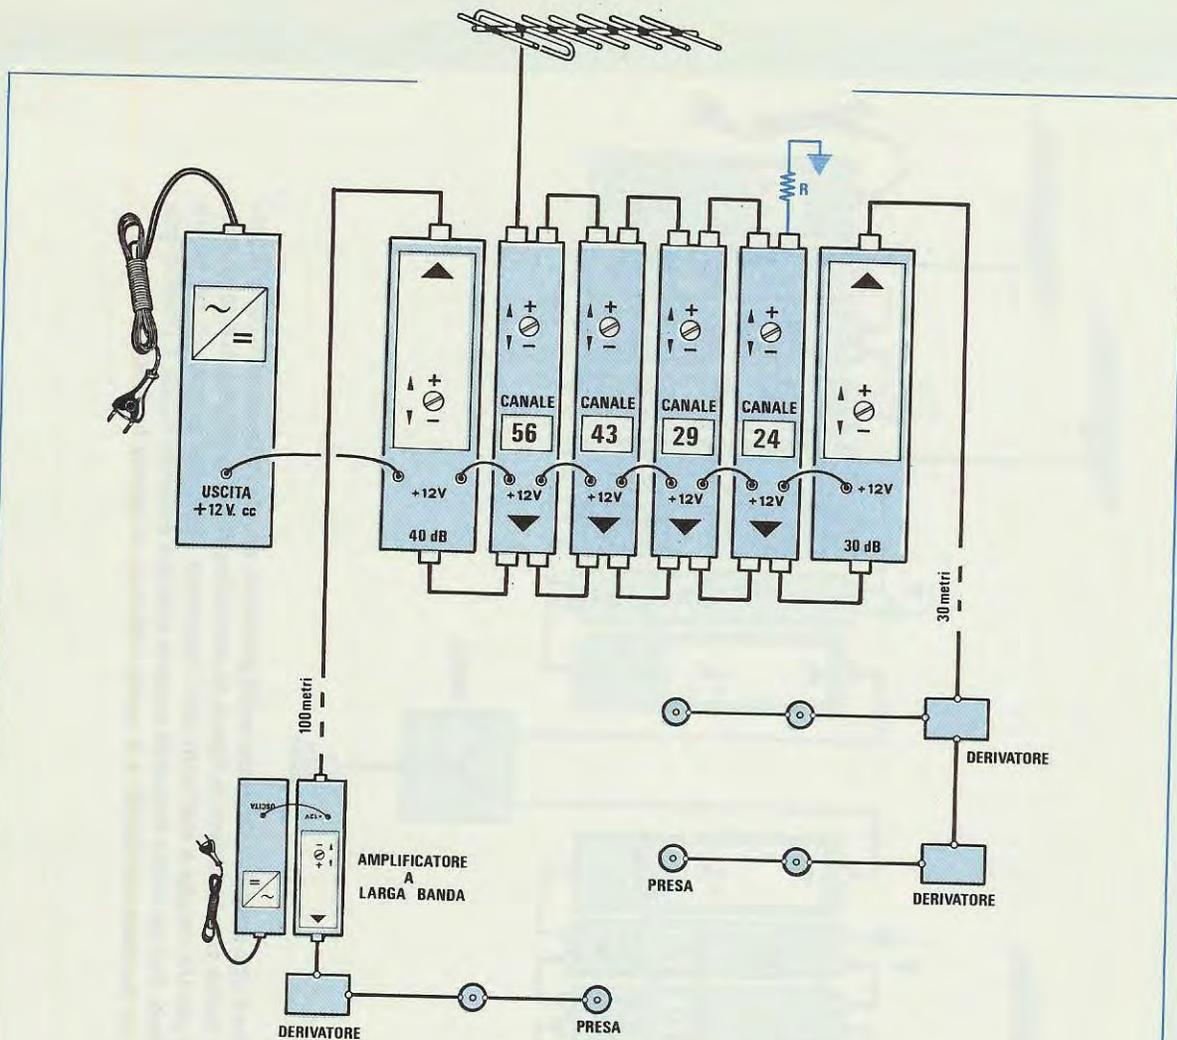 R
CANALE
56
CANALE
43
CANALE
29
CANALE
24
USCITA
+12 V. cc
+12V
+12V
+12V
+12V
+12V
+12V
40 dB
30 dB
30 metri
100 metri
DERIVATORE
USCITA
+12V
AMPLIFICATORE
A
LARGA BANDA
PRESA
DERIVATORE
DERIVATORE
PRESA